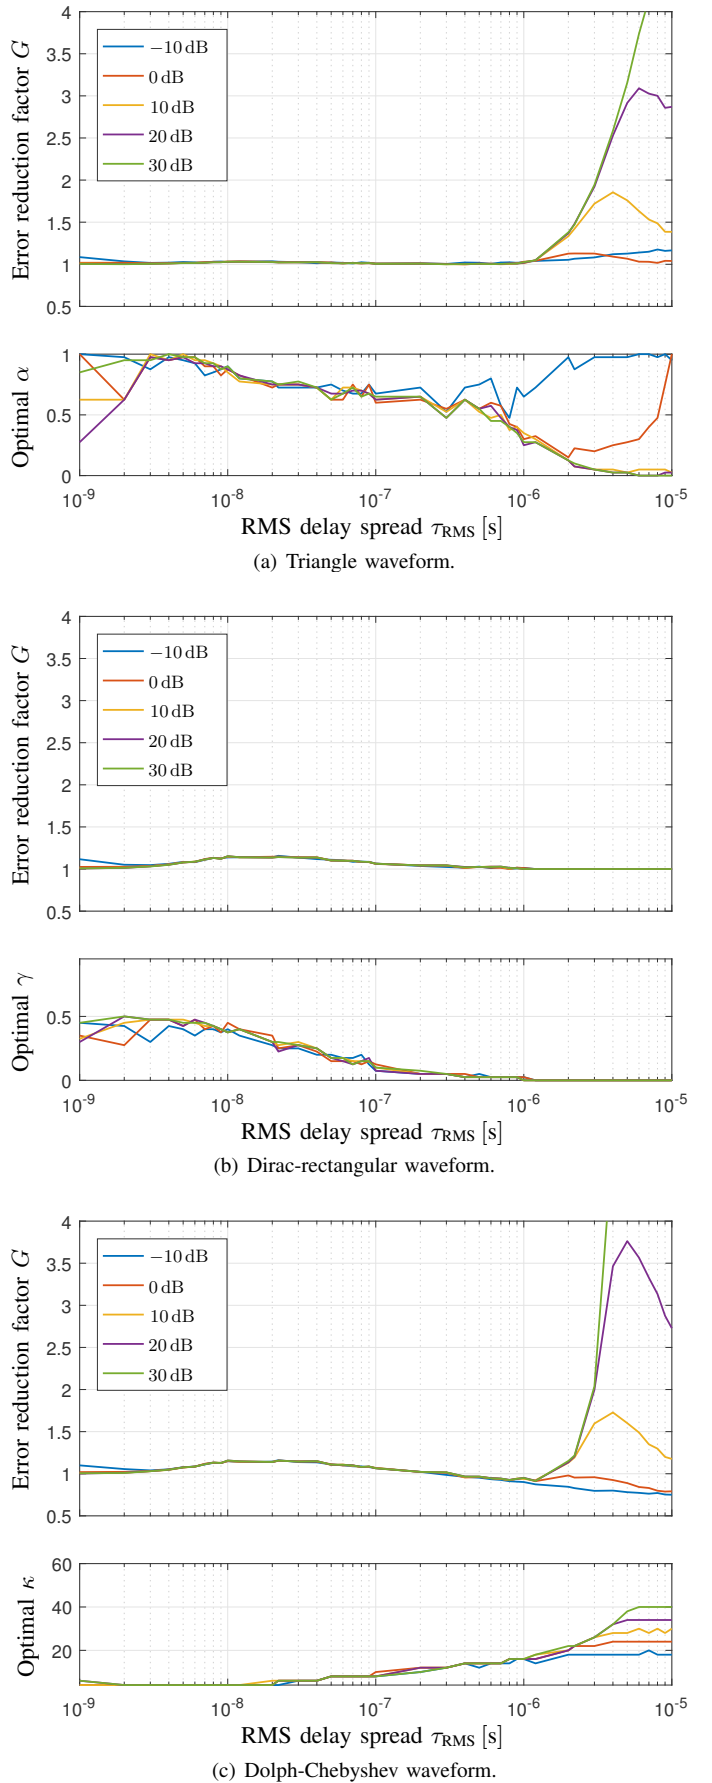 Error reduction factor G
4
3.5
3
2.5
2
1.5
1
0.5
−10 dB
0 dB
10 dB
20 dB
30 dB
Optimal α
1
0.5
0
10-9
10-8
10-7
10-6
10-5
RMS delay spread τRMS [s]
(a) Triangle waveform.
Error reduction factor G
4
3.5
3
2.5
2
1.5
1
0.5
−10 dB
0 dB
10 dB
20 dB
30 dB
Optimal γ
0.5
0
10-9
10-8
10-7
10-6
10-5
RMS delay spread τRMS [s]
(b) Dirac-rectangular waveform.
Error reduction factor G
4
3.5
3
2.5
2
1.5
1
0.5
−10 dB
0 dB
10 dB
20 dB
30 dB
Optimal κ
60
40
20
10-9
10-8
10-7
10-6
10-5
RMS delay spread τRMS [s]
(c) Dolph-Chebyshev waveform.